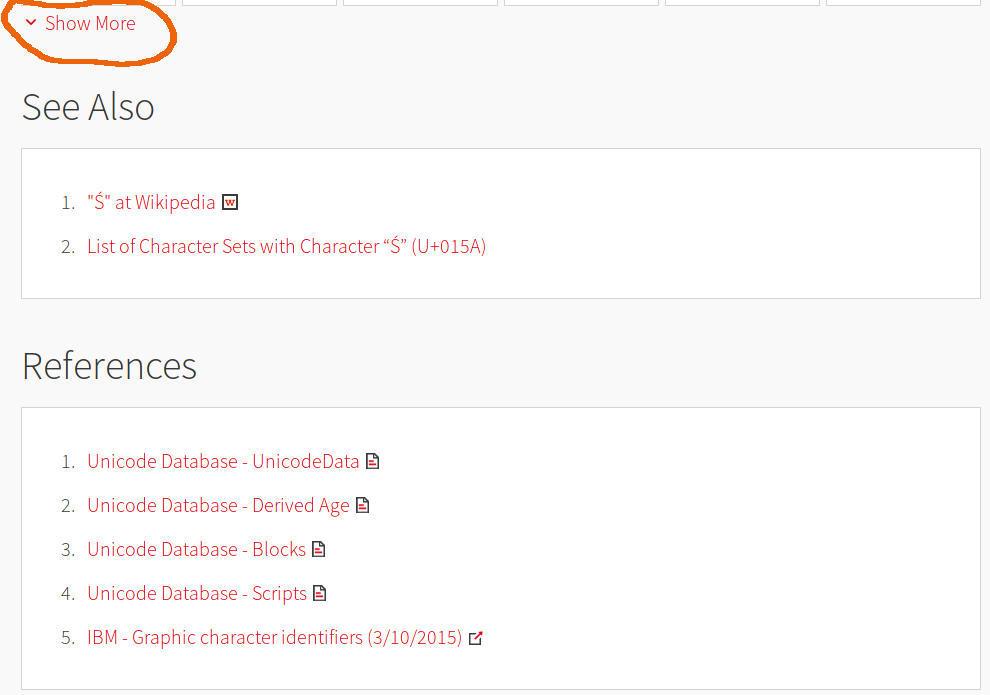 Show More
See Also
1. "Ś" at Wikipedia W
2. List of Character Sets with Character “Ś” (U+015A)
References
1. Unicode Database - UnicodeData
2. Unicode Database - Derived Age
3. Unicode Database - Blocks
4. Unicode Database - Scripts
5. IBM - Graphic character identifiers (3/10/2015)